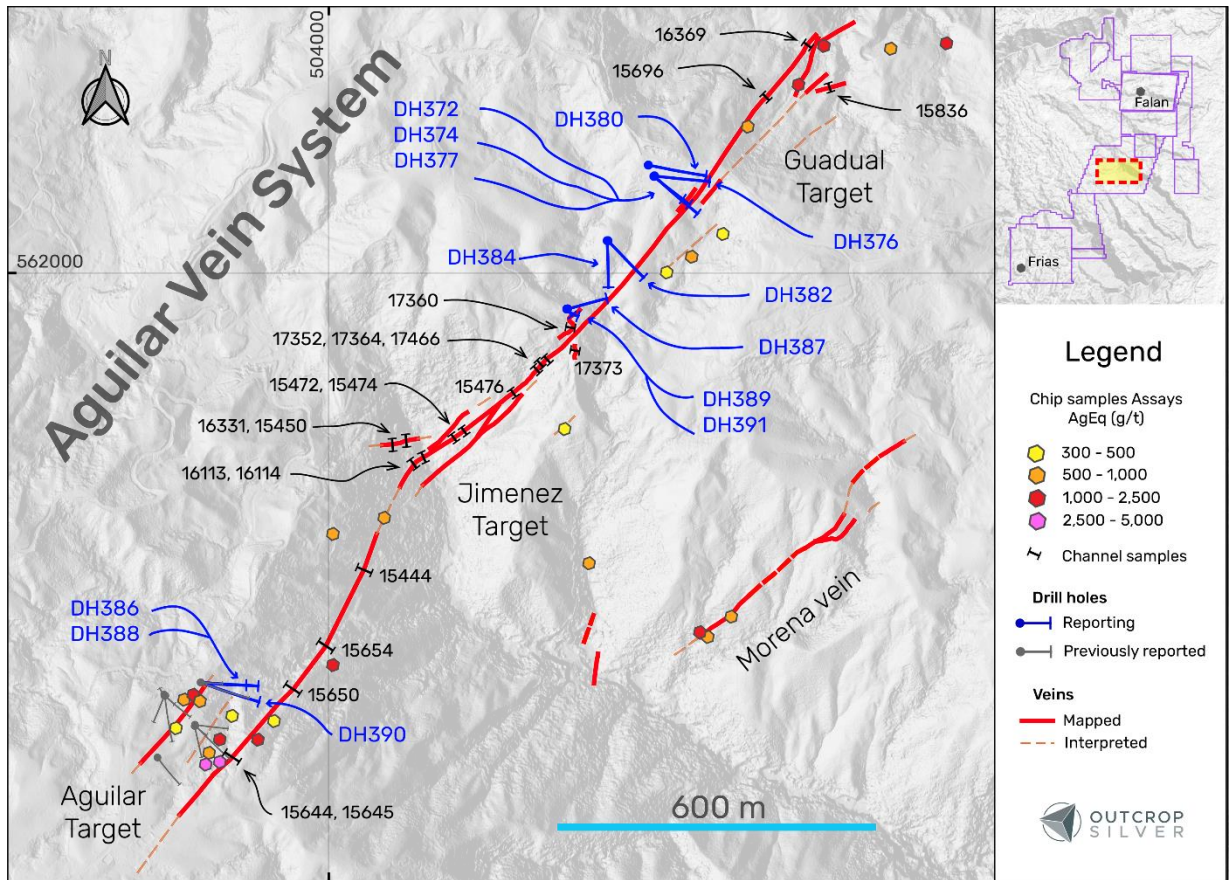 N
504000
Aguilar Vein System
16369
15696
15836
DH372
DH374
DH377
DH380
Guadual
Target
DH376
DH384
562000
DH382
17360
17352, 17364, 17466
DH387
17373
15472, 15474
15476
DH389
DH391
16331, 15450
16113, 16114
Jimenez
Target
15444
Morena vein
DH386
DH388
15654
15650
DH390
Aguilar
Target
15644, 15645
600 m
Falan
Frias
Legend
Chip samples Assays
AgEq (g/t)
300 - 500
500 - 1,000
1,000 - 2,500
2,500 - 5,000
Channel samples
Drill holes
Reporting
Previously reported
Veins
Mapped
Interpreted
OUTCROP
SILVER